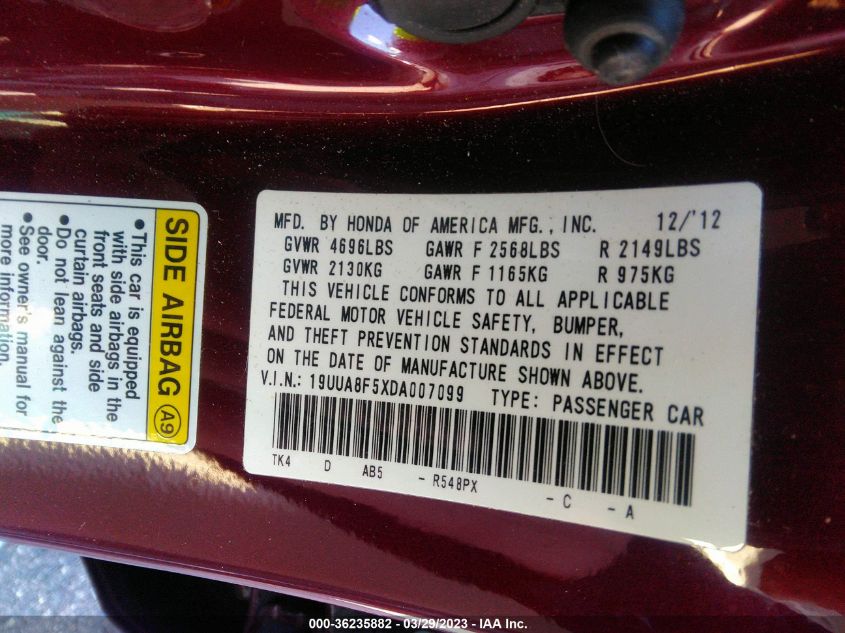 MFD. BY HONDA OF AMERICA MFG., INC. 12/'12
GVWR 4696LBS GAWR F 2568LBS R 2149LBS
GVWR 2130KG GAWR F 1165KG R 975KG
THIS VEHICLE CONFORMS TO ALL APPLICABLE
FEDERAL MOTOR VEHICLE SAFETY, BUMPER,
AND THEFT PREVENTION STANDARDS IN EFFECT
ON THE DATE OF MANUFACTURE SHOWN ABOVE.
V.I.N.: 19UUA8F5XDA007099 TYPE: PASSENGER CAR
TK4 D AB5 - R548PX - C - A
SIDE AIRBAG A9
•This car is equipped
with side airbags in the
front seats and side
curtain airbags.
•Do not lean against the
door.
•See owner's manual for
more information.
000-36235882 - 03/29/2023 - IAA Inc.